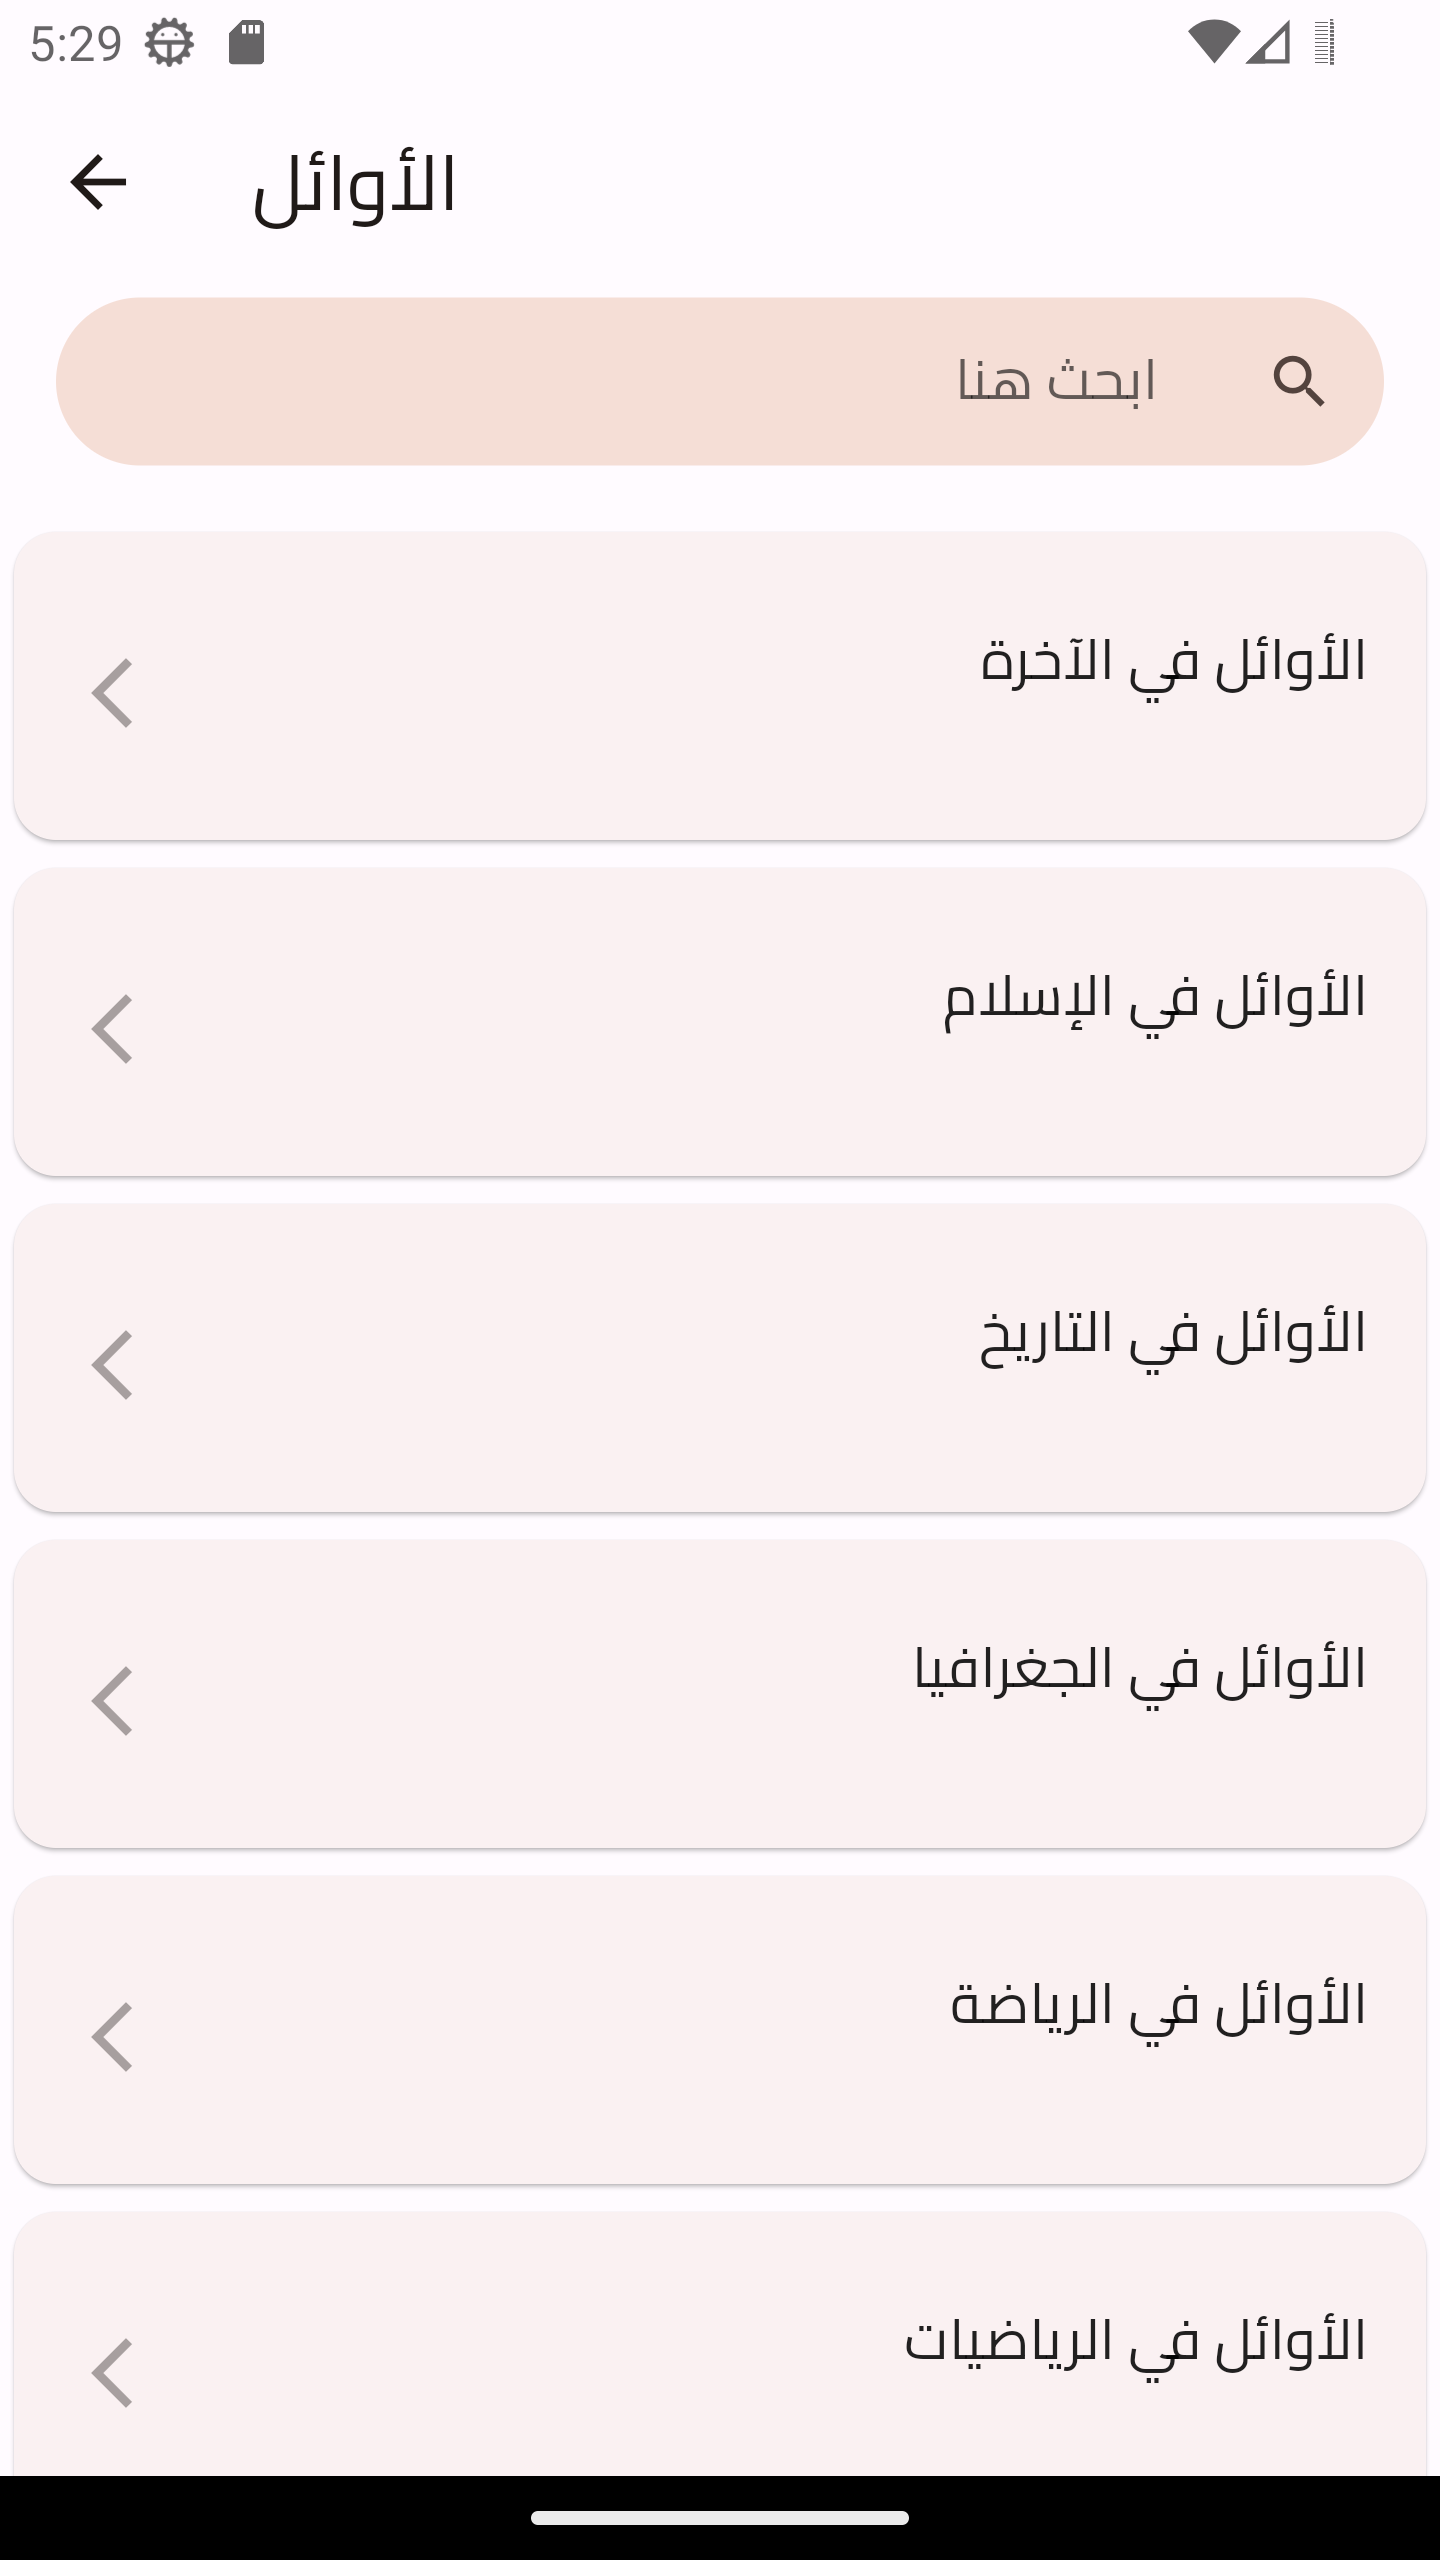 5:29
الأوائل
ابحث هنا
الأوائل في الآخرة
الأوائل في الإسلام
الأوائل في التاريخ
الأوائل في الجغرافيا
الأوائل في الرياضة
الأوائل في الرياضيات